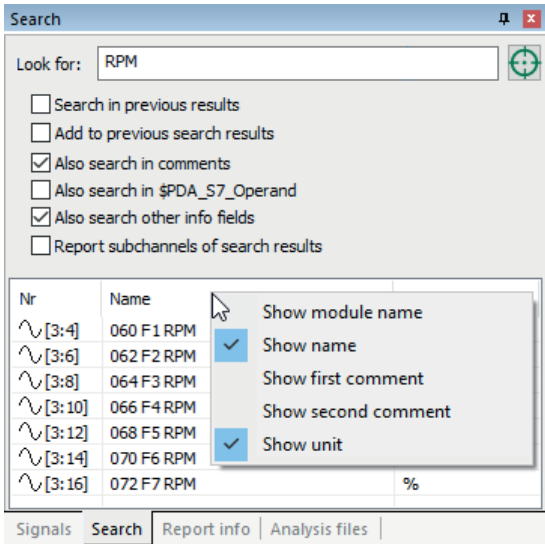 Search
Look for: RPM
Search in previous results
Add to previous search results
Also search in comments
Also search in $PDA_S7_Operand
Also search other info fields
Report subchannels of search results
Nr Name
[3:4] 060 F1 RPM
[3:6] 062 F2 RPM
[3:8] 064 F3 RPM
[3:10] 066 F4 RPM
[3:12] 068 F5 RPM
[3:14] 070 F6 RPM
[3:16] 072 F7 RPM %
Show module name
Show name
Show first comment
Show second comment
Show unit
Signals Search Report info Analysis files